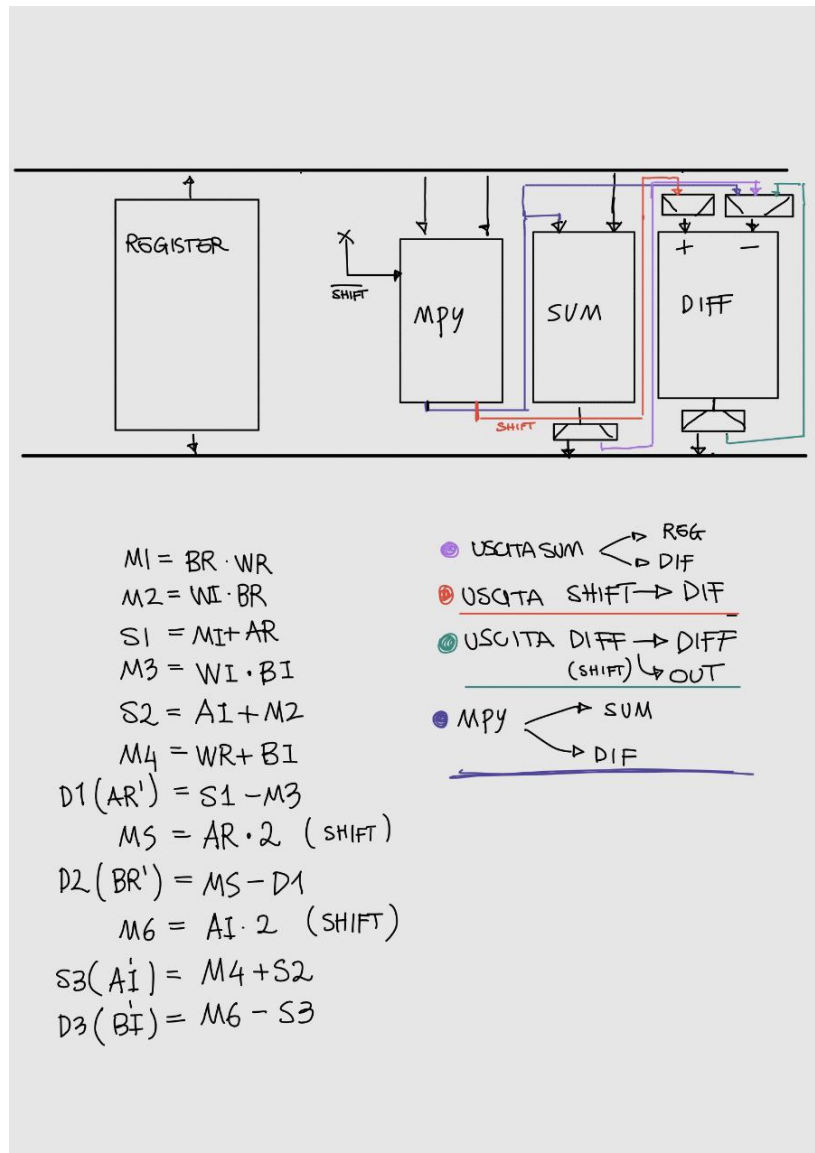 REGISTER
X
SHIFT
MPY
SHIFT
SUM
+ -
DIFF
M1 = BR · WR
M2 = WI · BR
S1 = M1 + AR
M3 = WI · BI
S2 = AI + M2
M4 = WR + BI
D1 (AR') = S1 - M3
M5 = AR · 2 (SHIFT)
D2 (BR') = M5 - D1
M6 = AI · 2 (SHIFT)
S3 (AI') = M4 + S2
D3 (BI') = M6 - S3
USCITA SUM → REG
→ DIF
USCITA SHIFT → DIF
USCITA DIFF → DIFF
(SHIFT) → OUT
MPY → SUM
→ DIF